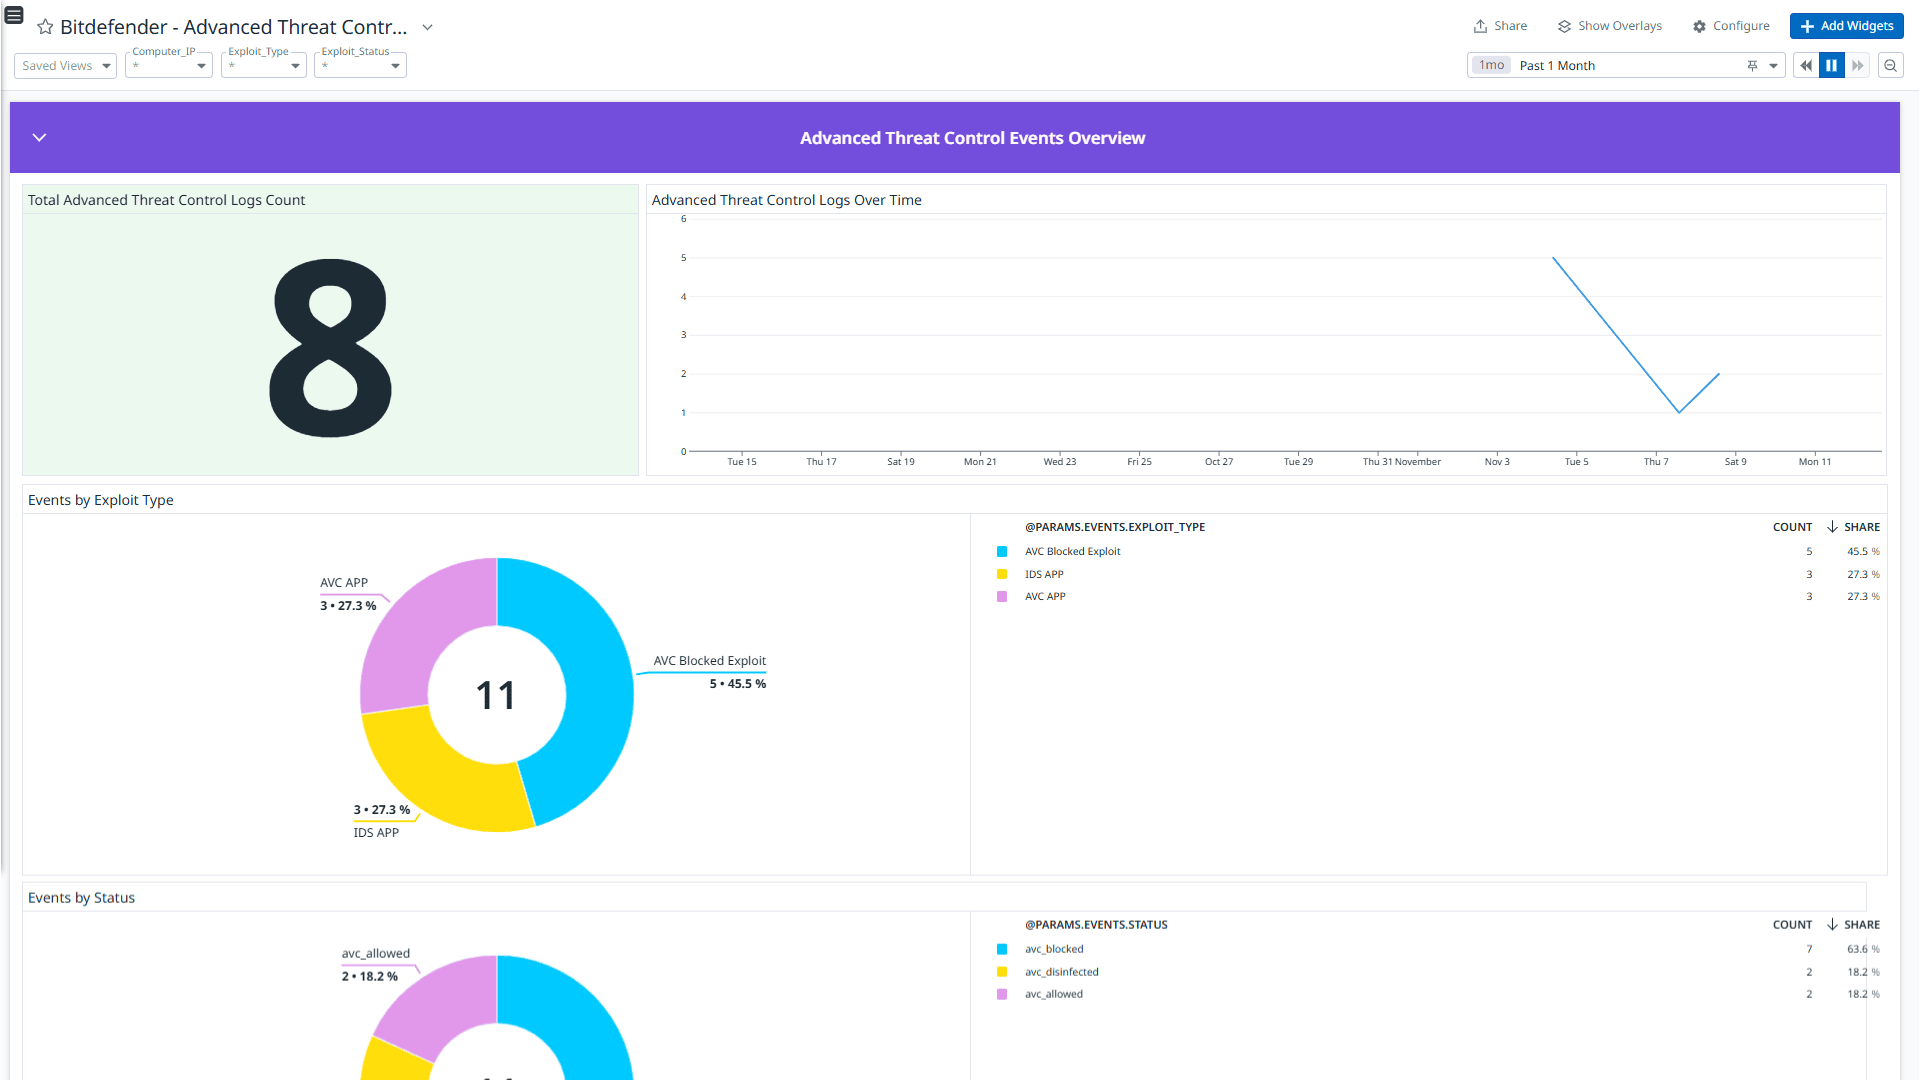 Bitdefender - Advanced Threat Contr...
Share
Show Overlays
Configure
Add Widgets
Saved Views
Computer_IP
*
Exploit_Type
*
Exploit_Status
*
1mo
Past 1 Month
Advanced Threat Control Events Overview
Total Advanced Threat Control Logs Count
8
Advanced Threat Control Logs Over Time
6
5
4
3
2
1
0
Tue 15
Thu 17
Sat 19
Mon 21
Wed 23
Fri 25
Oct 27
Tue 29
Thu 31
November
Nov 3
Tue 5
Thu 7
Sat 9
Mon 11
Events by Exploit Type
AVC APP
3 • 27.3 %
AVC Blocked Exploit
5 • 45.5 %
11
3 • 27.3 %
IDS APP
@PARAMS.EVENTS.EXPLOIT_TYPE COUNT SHARE
AVC Blocked Exploit 5 45.5 %
IDS APP 3 27.3 %
AVC APP 3 27.3 %
Events by Status
avc_allowed
2 • 18.2 %
@PARAMS.EVENTS.STATUS COUNT SHARE
avc_blocked 7 63.6 %
avc_disinfected 2 18.2 %
avc_allowed 2 18.2 %